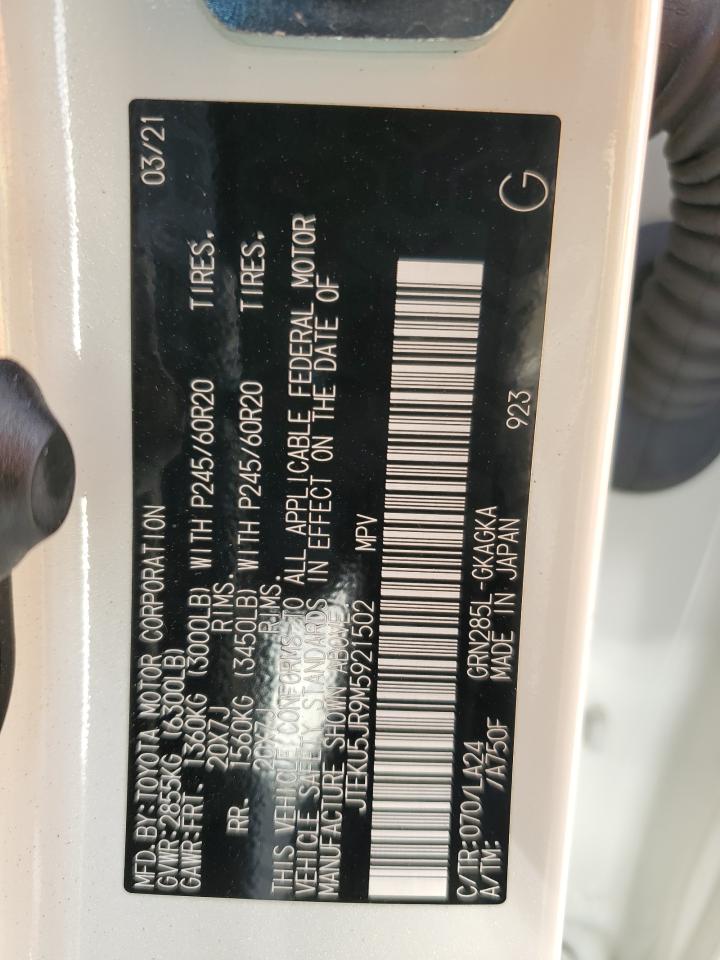 MFD.BY:TOYOTA MOTOR CORPORATION 03/21
GVWR:2855KG (6300LB)
GAWR:FRT. 1360KG (3000LB) WITH P245/60R20 TIRES,
20X7J RIMS.
RR. 1560KG (3450LB) WITH P245/60R20 TIRES,
20X7J RIMS.
THIS VEHICLE CONFORMS TO ALL APPLICABLE FEDERAL MOTOR
VEHICLE SAFETY STANDARDS IN EFFECT ON THE DATE OF
MANUFACTURE SHOWN ABOVE.
JTEKU5JR9M5921502 MPV
C/TR:070/LA24 GRN285L-GKAGKA
A/TM: /A750F MADE IN JAPAN 923 G